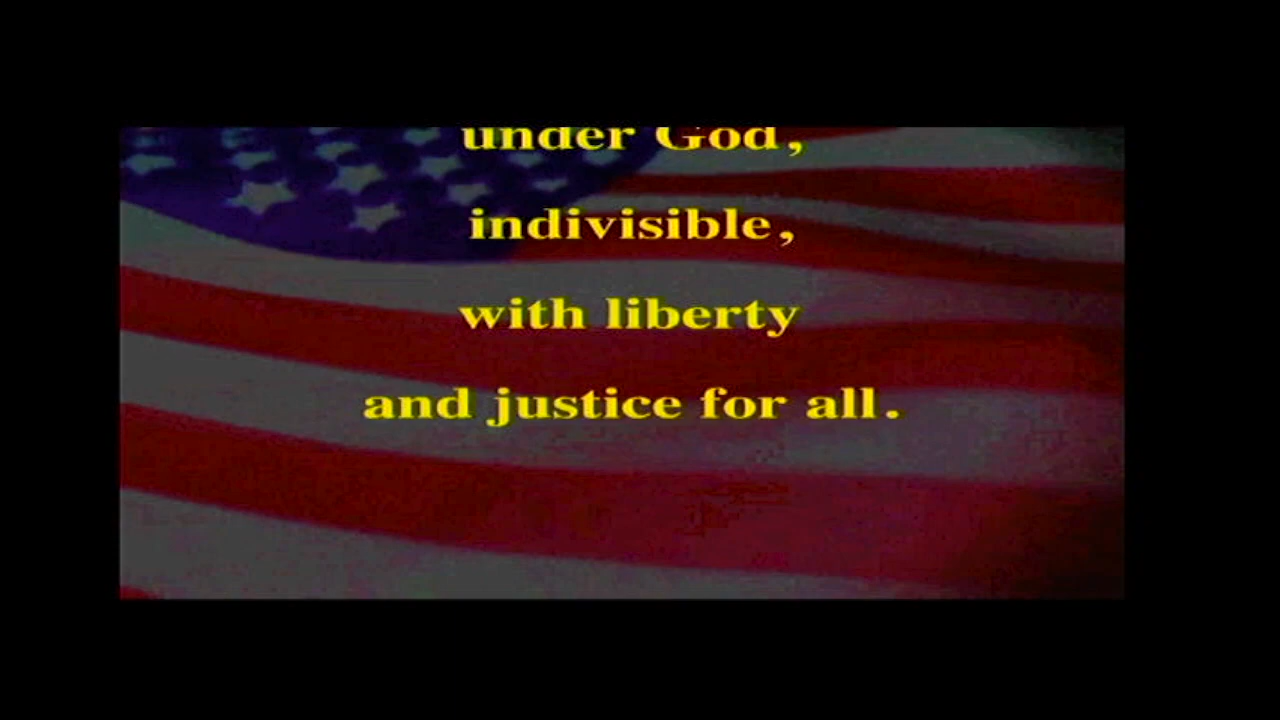 under God,
indivisible,
with liberty
and justice for all.